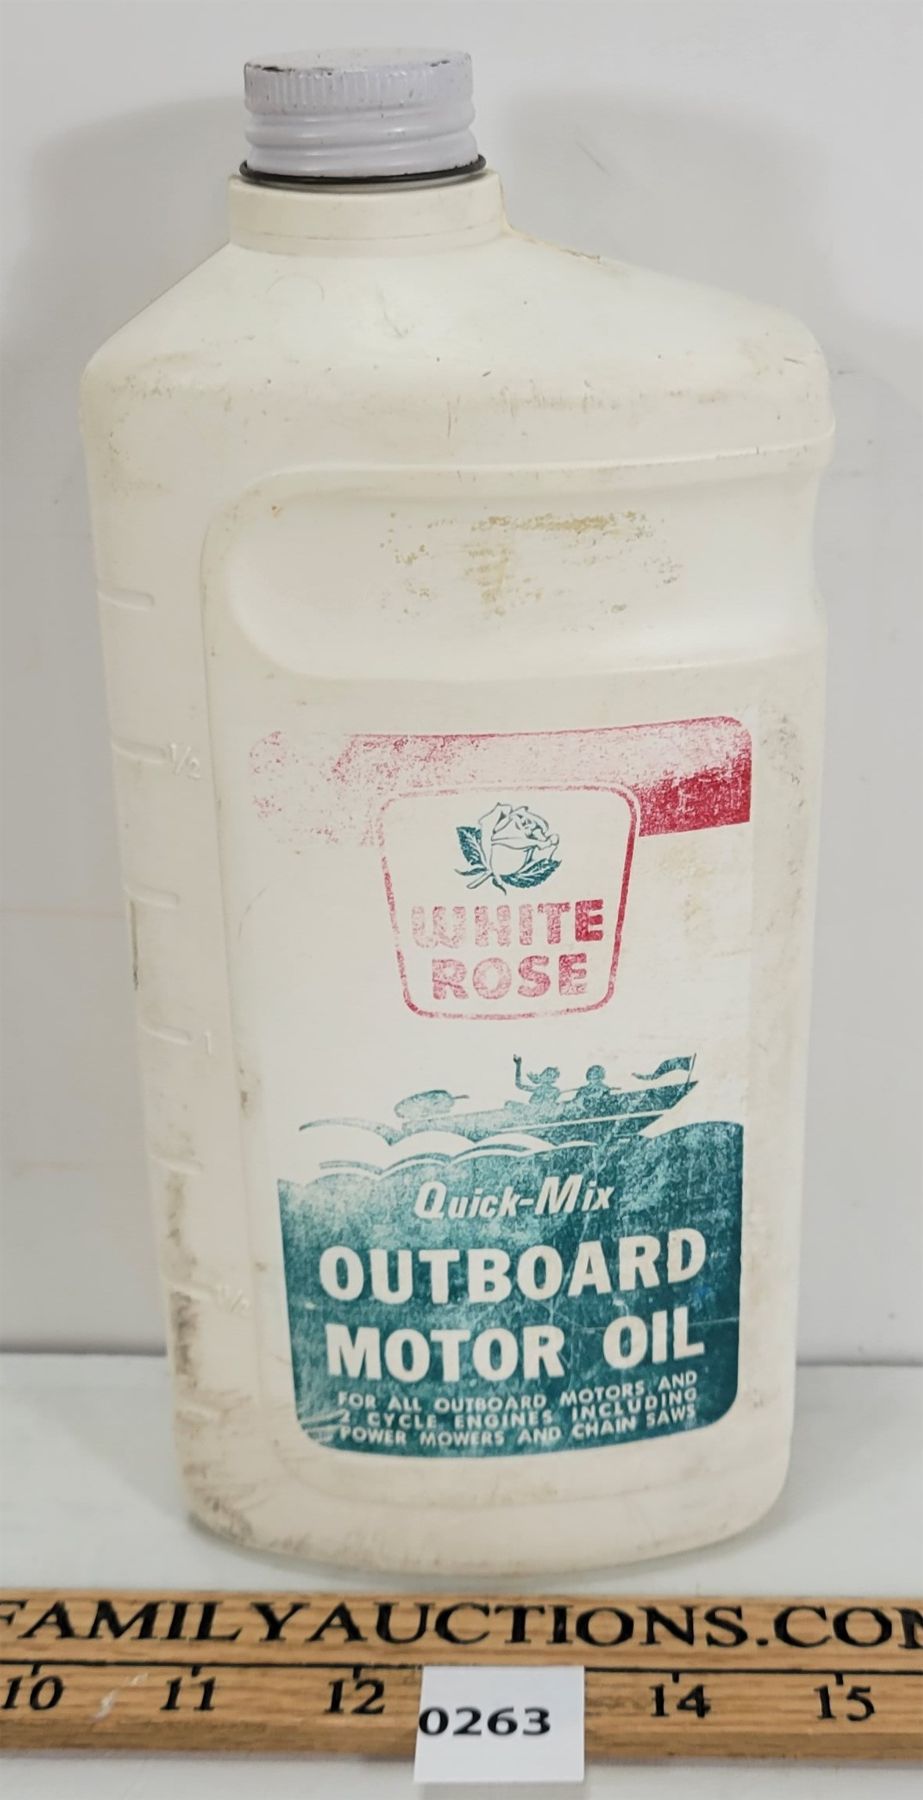 1/2
WHITE
ROSE
1
Quick-Mix
OUTBOARD
MOTOR OIL
FOR ALL OUTBOARD MOTORS AND
2 CYCLE ENGINES INCLUDING
POWER MOWERS AND CHAIN SAWS
FAMILYAUCTIONS.COM
10 11 12 14 15
0263